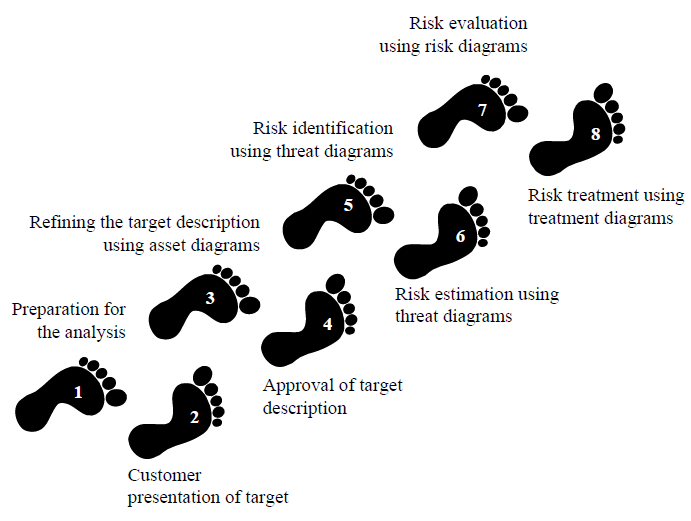 Risk evaluation
using risk diagrams
7
8
Risk identification
using threat diagrams
Risk treatment using
treatment diagrams
5
6
Refining the target description
using asset diagrams
Risk estimation using
threat diagrams
3
4
Preparation for
the analysis
Approval of target
description
1
2
Customer
presentation of target